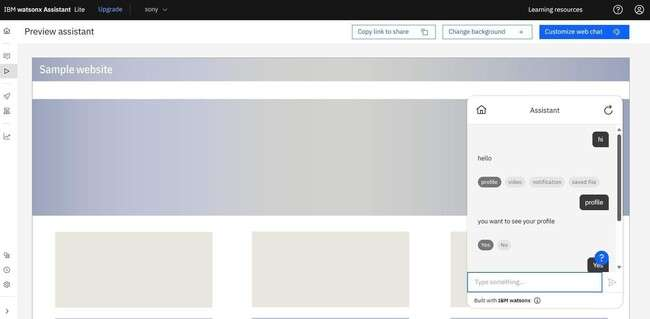 IBM watsonx Assistant Lite Upgrade sony Learning resources
Preview assistant Copy link to share Change background Customize web chat
Sample website
Assistant
hi
hello
profile video notification saved File
profile
you want to see your profile
Yes No
Yes
?
Type something...
Built with IBM watsonx